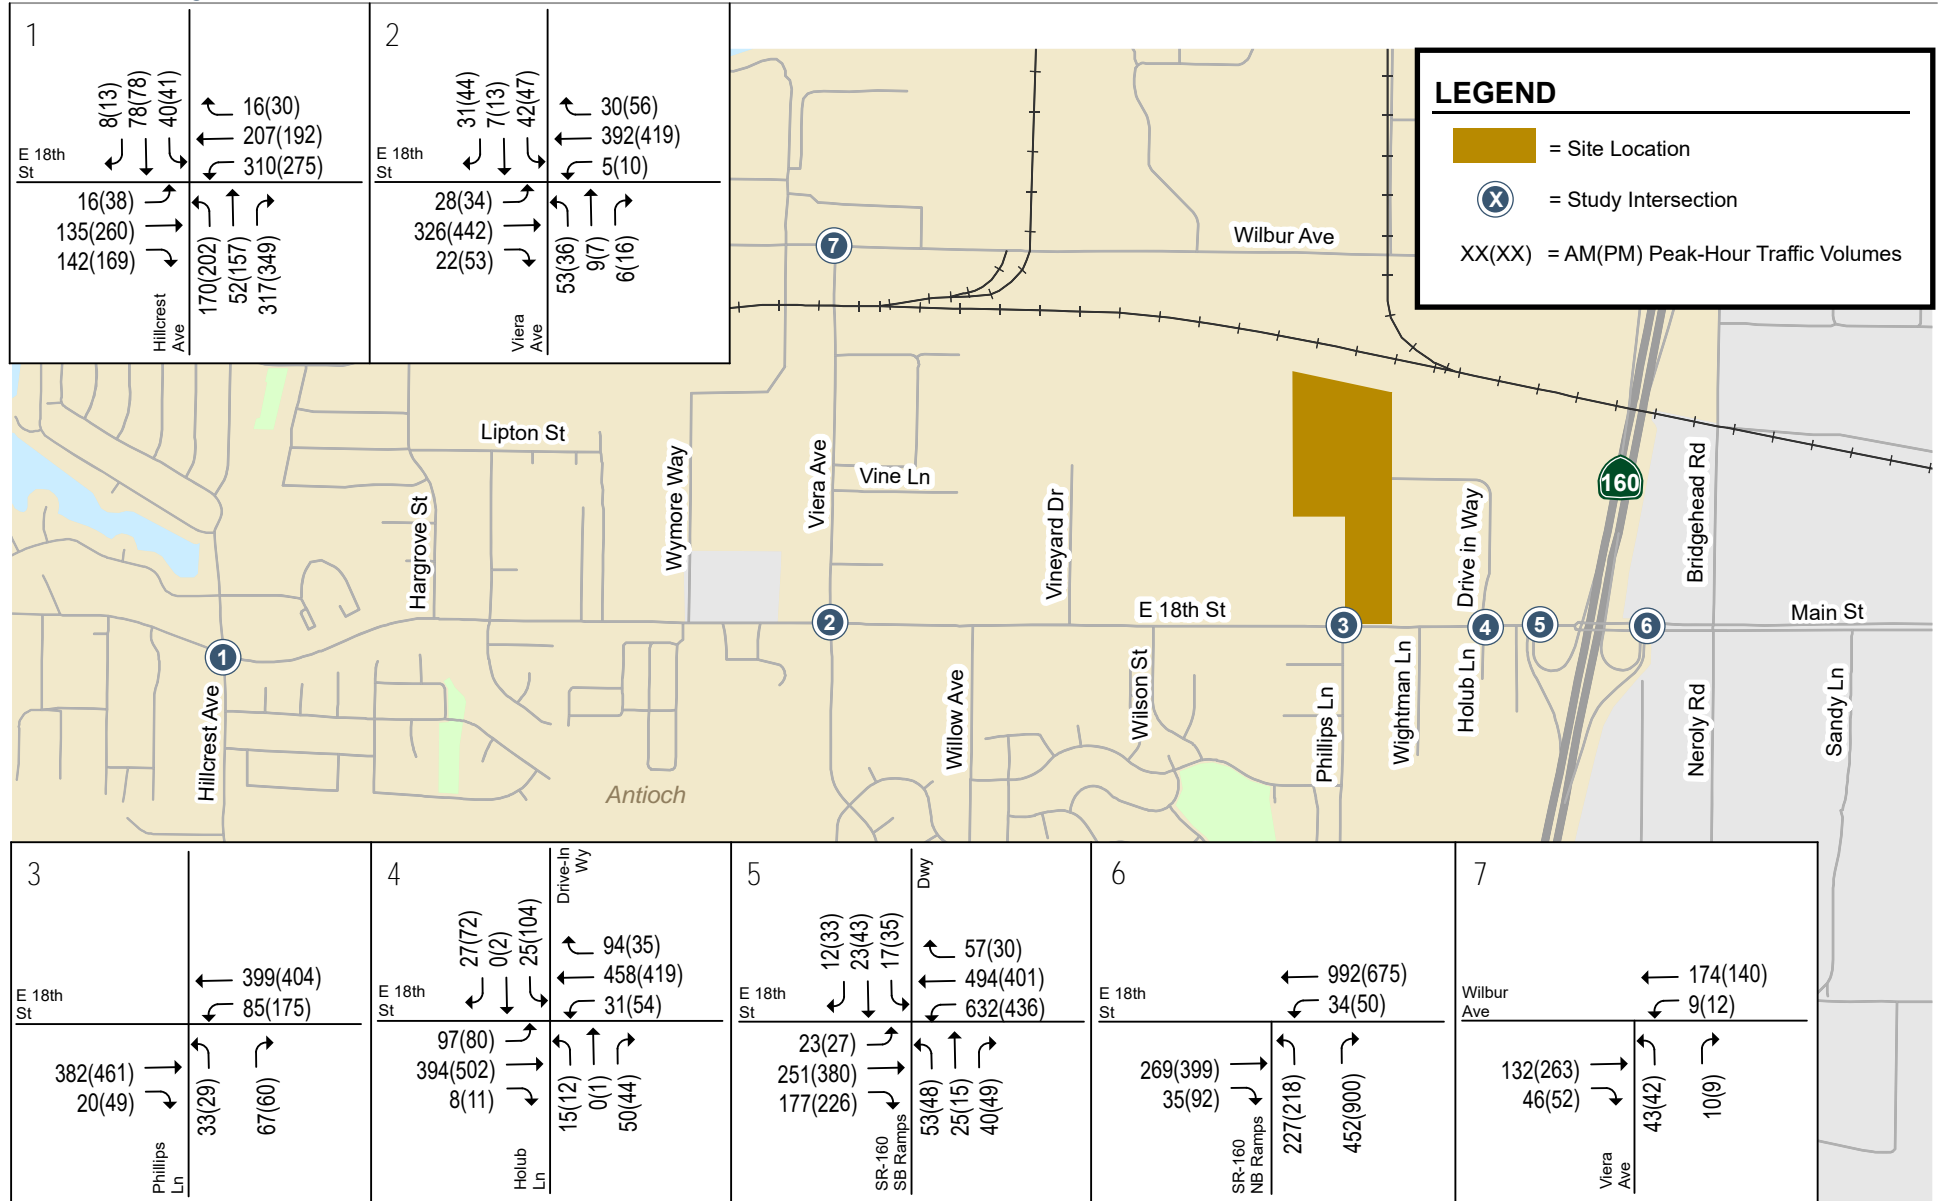 1
8(13)
78(78)
40(41)
16(30)
207(192)
310(275)
E 18th
St
16(38)
135(260)
142(169)
170(202)
52(157)
317(349)
Hillcrest
Ave
2
31(44)
7(13)
42(47)
30(56)
392(419)
5(10)
E 18th
St
28(34)
326(442)
22(53)
53(36)
9(7)
6(16)
Viera
Ave
LEGEND
= Site Location
X
= Study Intersection
XX(XX) = AM(PM) Peak-Hour Traffic Volumes
7
Wilbur Ave
Lipton St
Hargrove St
Wymore Way
Viera Ave
Vine Ln
Vineyard Dr
Drive in Way
160
Bridgehead Rd
E 18th St
Main St
1
2
3
4
5
6
Hillcrest Ave
Willow Ave
Wilson St
Phillips Ln
Wightman Ln
Holub Ln
Neroly Rd
Sandy Ln
Antioch
3
399(404)
85(175)
E 18th
St
382(461)
20(49)
33(29)
67(60)
Phillips
Ln
4
Drive-In
Wy
27(72)
0(2)
25(104)
94(35)
458(419)
31(54)
E 18th
St
97(80)
394(502)
8(11)
15(12)
0(1)
50(44)
Holub
Ln
5
Dwy
12(33)
23(43)
17(35)
57(30)
494(401)
632(436)
E 18th
St
23(27)
251(380)
177(226)
53(48)
25(15)
40(49)
SR-160
SB Ramps
6
992(675)
34(50)
E 18th
St
269(399)
35(92)
227(218)
452(900)
SR-160
NB Ramps
7
174(140)
9(12)
Wilbur
Ave
132(263)
46(52)
43(42)
10(9)
Viera
Ave